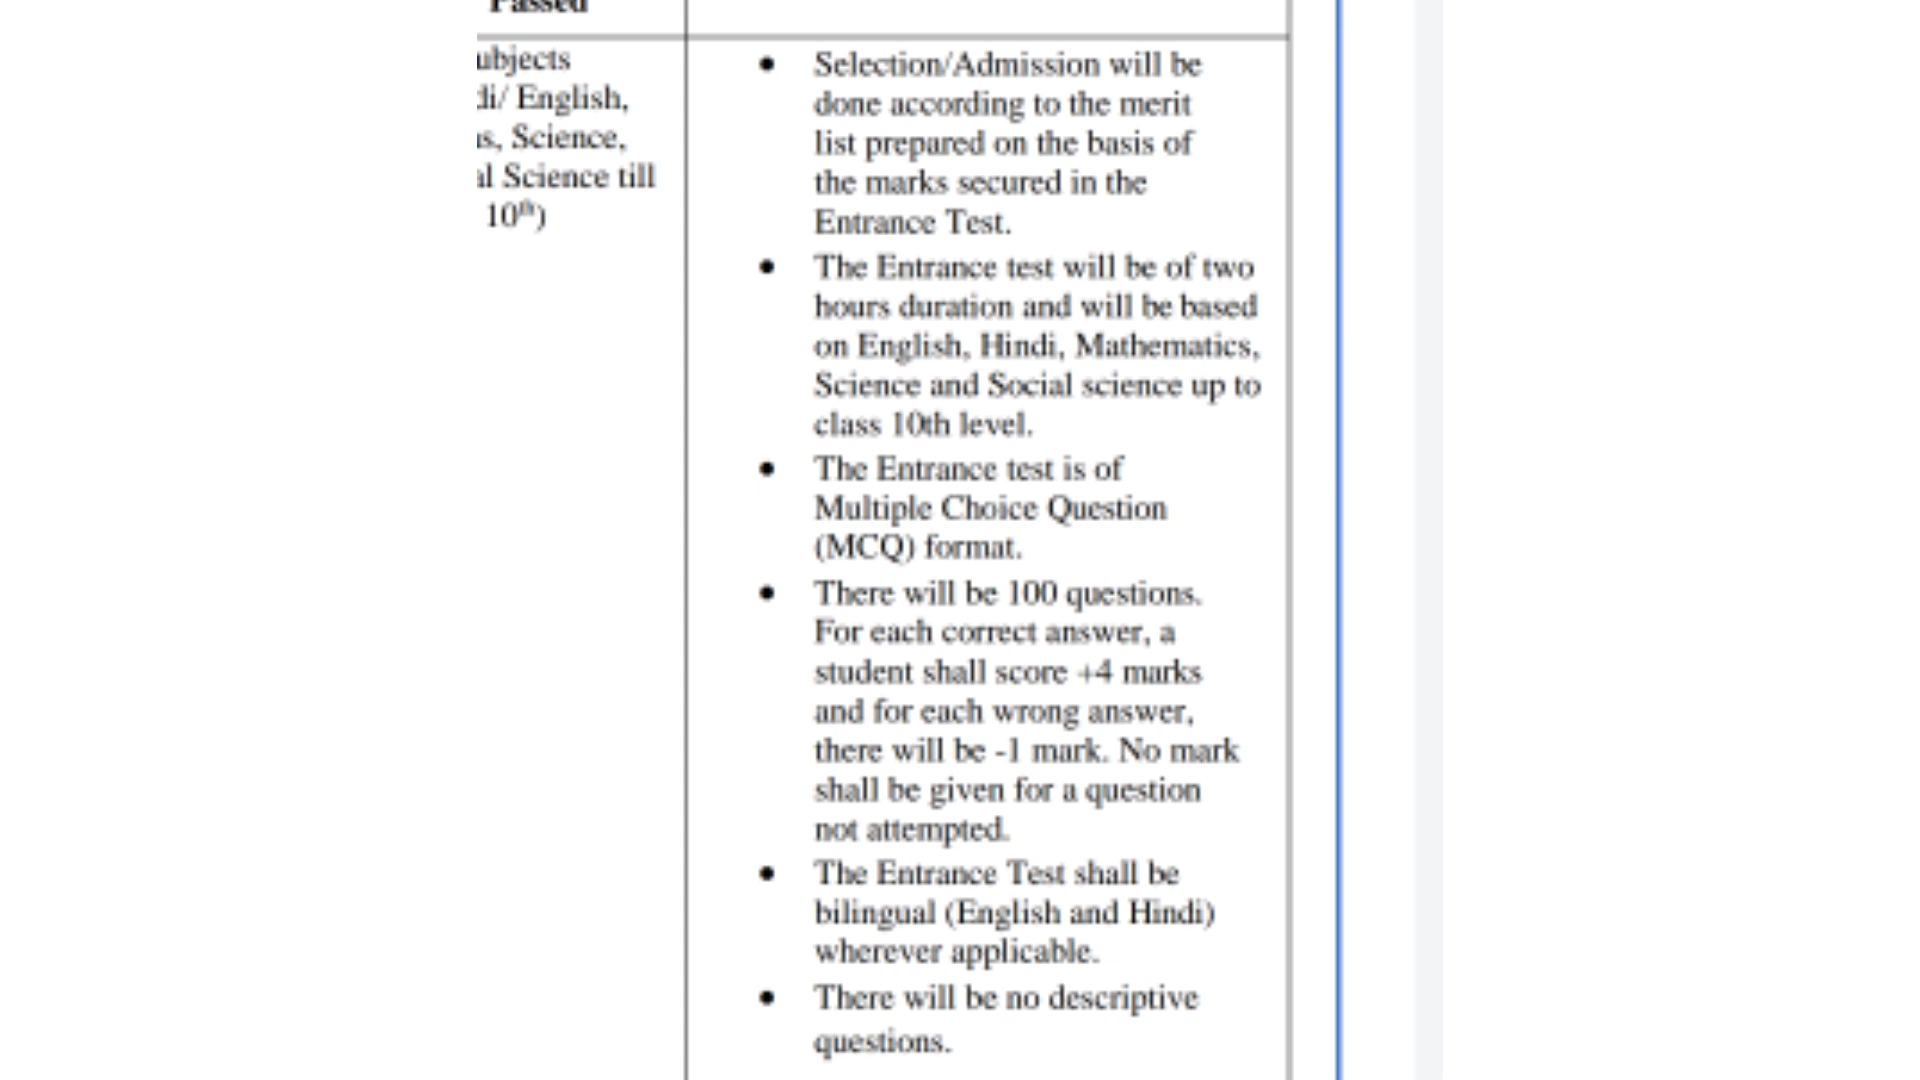 Passed
ubjects
di/ English,
s, Science,
al Science till
10th)
• Selection/Admission will be
done according to the merit
list prepared on the basis of
the marks secured in the
Entrance Test.
• The Entrance test will be of two
hours duration and will be based
on English, Hindi, Mathematics,
Science and Social science up to
class 10th level.
• The Entrance test is of
Multiple Choice Question
(MCQ) format.
• There will be 100 questions.
For each correct answer, a
student shall score +4 marks
and for each wrong answer,
there will be -1 mark. No mark
shall be given for a question
not attempted.
• The Entrance Test shall be
bilingual (English and Hindi)
wherever applicable.
• There will be no descriptive
questions.